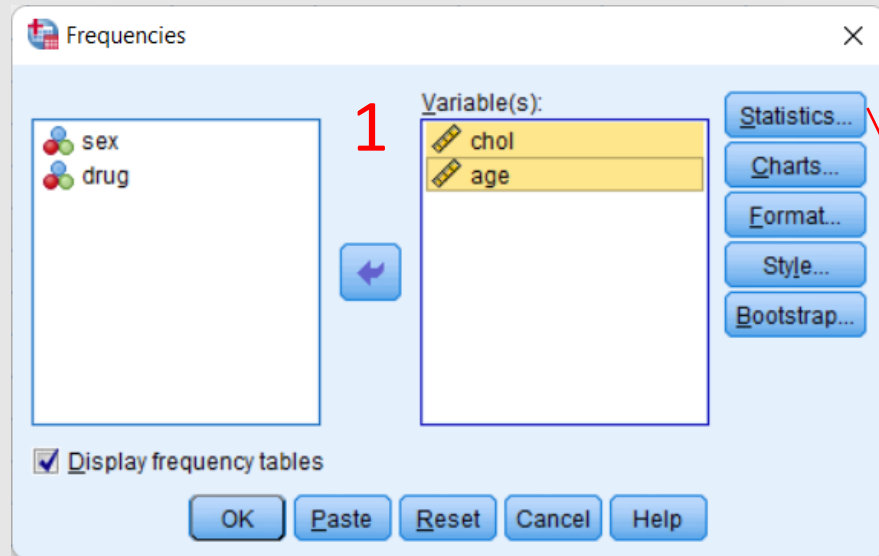 Frequencies
1
Variable(s):
sex
drug
chol
age
Statistics...
Charts...
Format...
Style...
Bootstrap...
Display frequency tables
OK Paste Reset Cancel Help